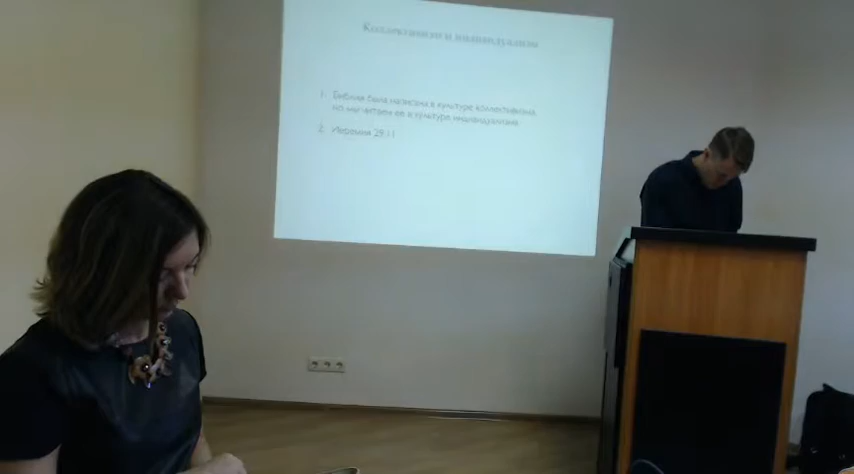 Коллективизм и индивидуализм
1. Библия была написана в культуре коллективизма,
но мы читаем ее в культуре индивидуализма.
2. Иеремия 29:11